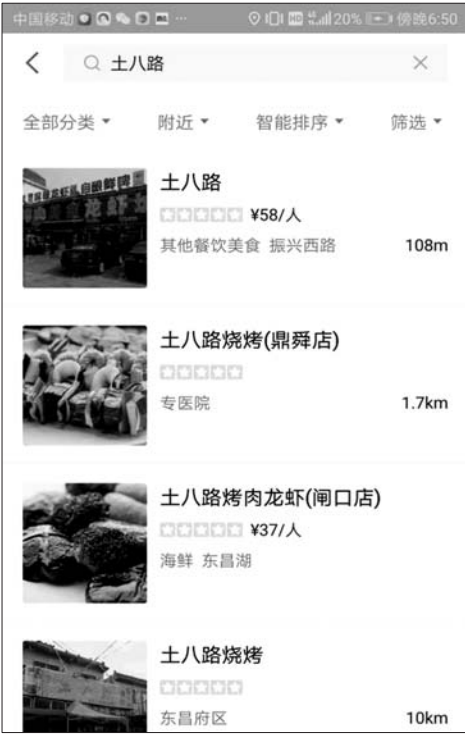 中国移动 ··· HD 20% 傍晚6:50
土八路
全部分类 附近 智能排序 筛选
土八路
¥58/人
其他餐饮美食 振兴西路 108m
土八路烧烤(鼎舜店)
专医院 1.7km
土八路烤肉龙虾(闸口店)
¥37/人
海鲜 东昌湖
土八路烧烤
东昌府区 10km